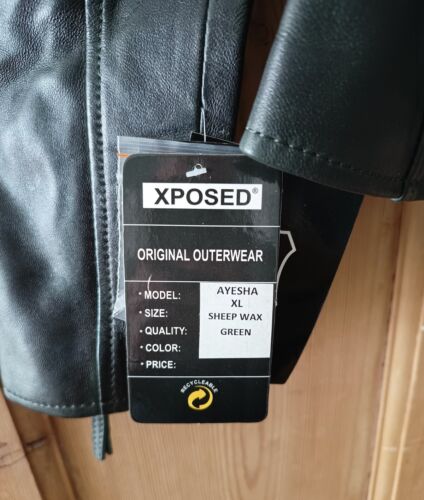 XPOSED®
ORIGINAL OUTERWEAR
• MODEL: AYESHA
• SIZE: XL
• QUALITY: SHEEP WAX
• COLOR: GREEN
• PRICE:
RECYCLEABLE